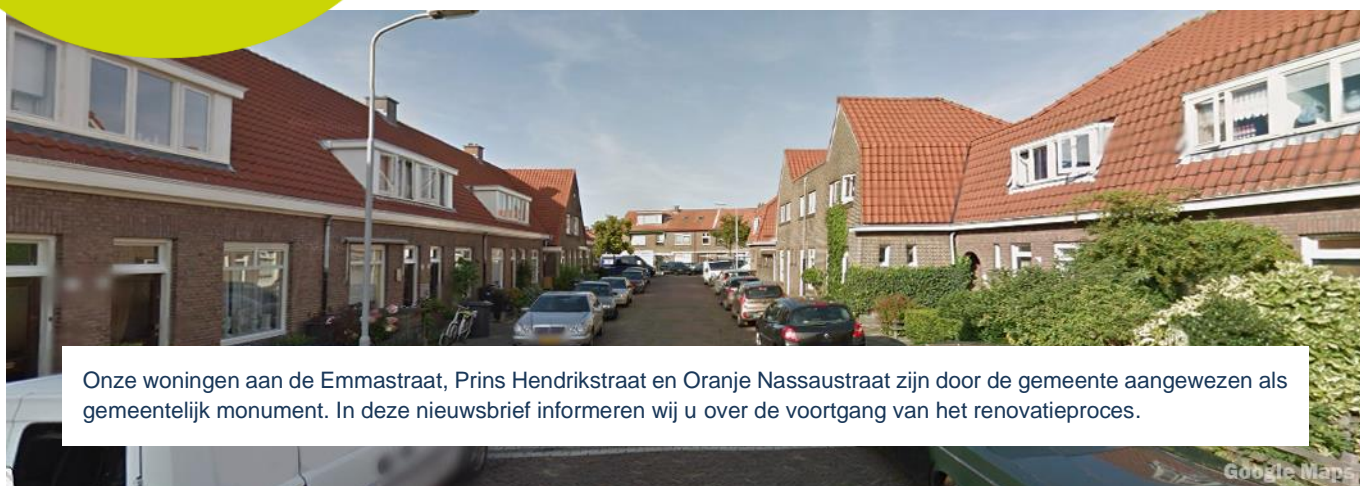 Onze woningen aan de Emmastraat, Prins Hendrikstraat en Oranje Nassaustraat zijn door de gemeente aangewezen als
gemeentelijk monument. In deze nieuwsbrief informeren wij u over de voortgang van het renovatieproces.
Google Maps